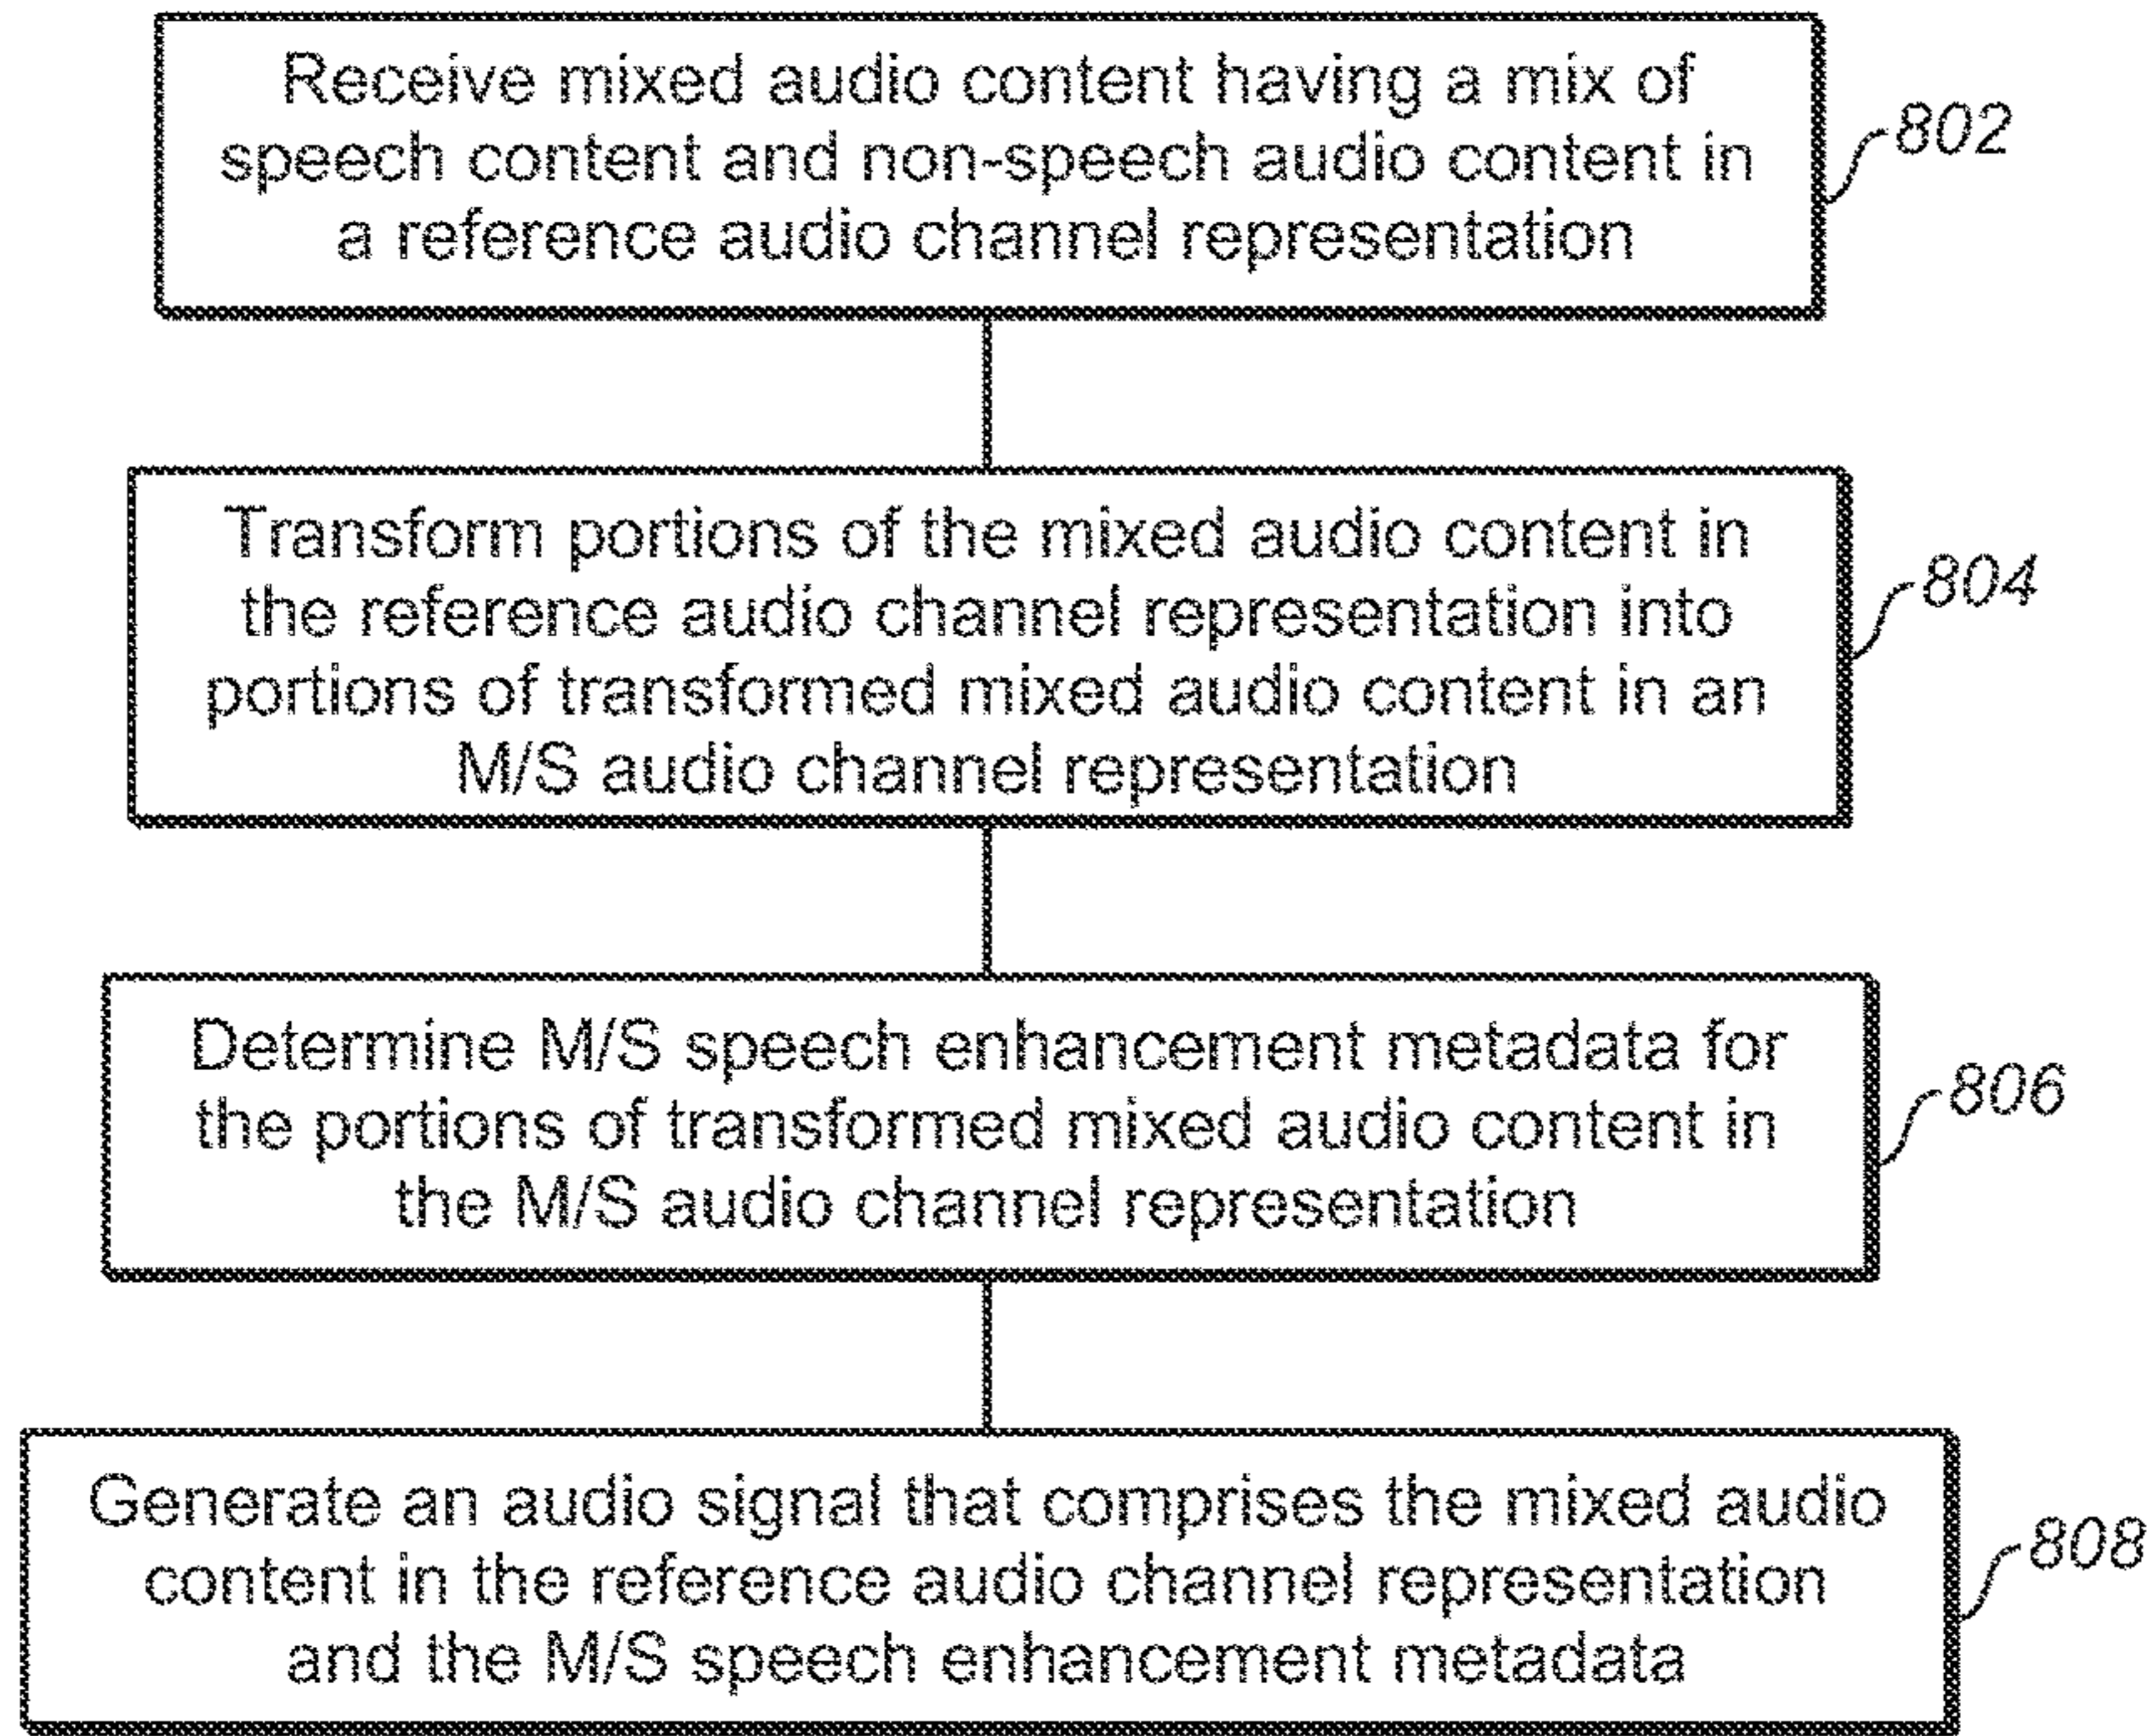 Receive mixed audio content having a mix of
speech content and non-speech audio content in
a reference audio channel representation
802
Transform portions of the mixed audio content in
the reference audio channel representation into
portions of transformed mixed audio content in an
M/S audio channel representation
804
Determine M/S speech enhancement metadata for
the portions of transformed mixed audio content in
the M/S audio channel representation
806
Generate an audio signal that comprises the mixed audio
content in the reference audio channel representation
and the M/S speech enhancement metadata
808